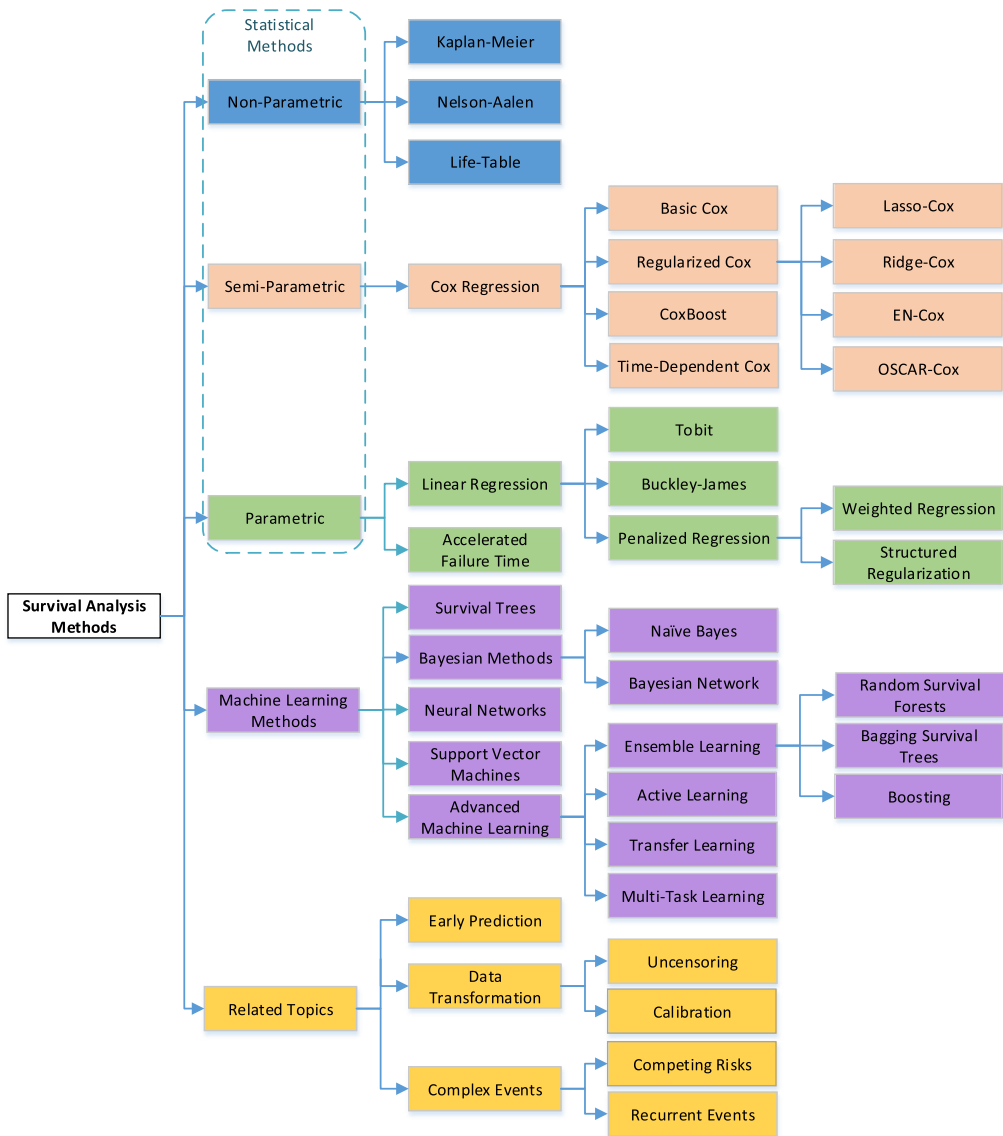 Statistical
Methods
Non-Parametric
Kaplan-Meier
Nelson-Aalen
Life-Table
Semi-Parametric
Cox Regression
Basic Cox
Regularized Cox
CoxBoost
Time-Dependent Cox
Lasso-Cox
Ridge-Cox
EN-Cox
OSCAR-Cox
Parametric
Linear Regression
Accelerated
Failure Time
Tobit
Buckley-James
Penalized Regression
Weighted Regression
Structured
Regularization
Survival Analysis
Methods
Machine Learning
Methods
Survival Trees
Bayesian Methods
Neural Networks
Support Vector
Machines
Advanced
Machine Learning
Naïve Bayes
Bayesian Network
Ensemble Learning
Active Learning
Transfer Learning
Multi-Task Learning
Random Survival
Forests
Bagging Survival
Trees
Boosting
Related Topics
Early Prediction
Data
Transformation
Complex Events
Uncensoring
Calibration
Competing Risks
Recurrent Events